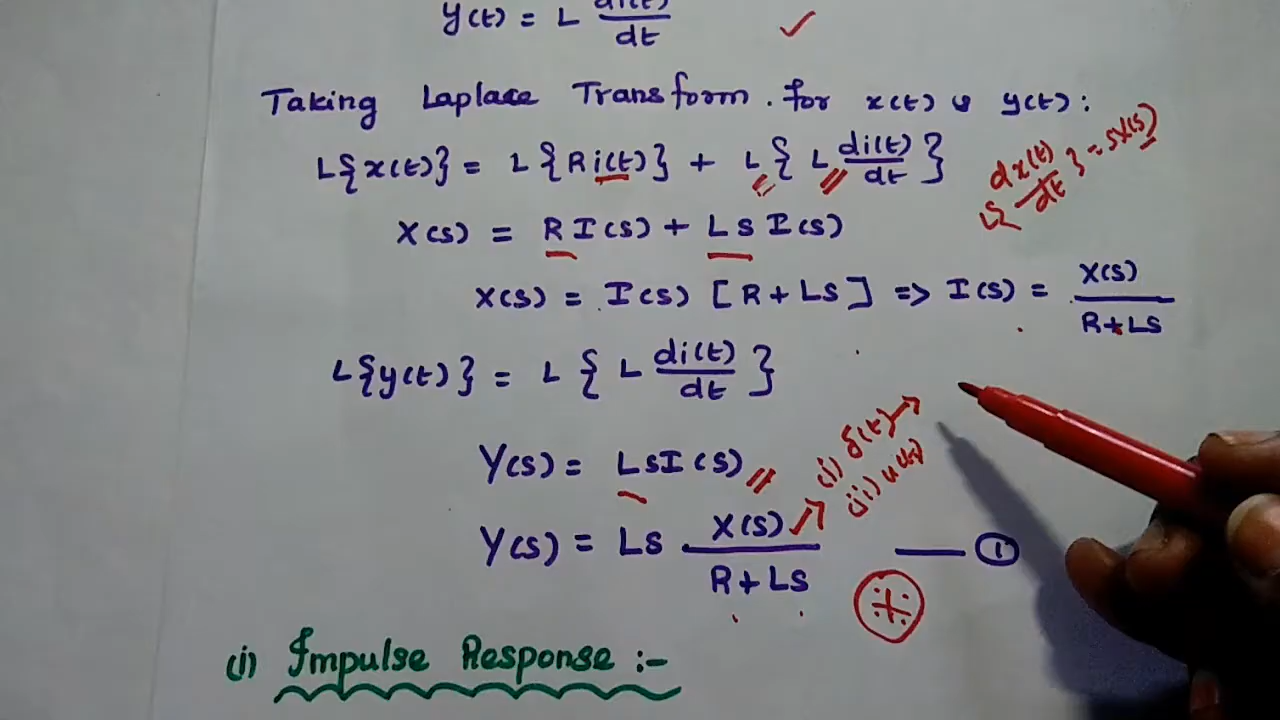 y(t) = L di(t)/dt ✓
Taking Laplace Transform. for x(t) & y(t):
L{x(t)} = L{R i(t)} + L{L di(t)/dt}
L{dx(t)/dt} = sX(s)
X(s) = R I(s) + LS I(s)
X(s) = I(s) [R + LS] => I(s) = X(s)/R+LS
L{y(t)} = L{L di(t)/dt}
Y(s) = LsI(s)
(i) δ(t)
(ii) u(t)
Y(s) = Ls X(s)/R+LS — ①
(i) Impulse Response :-